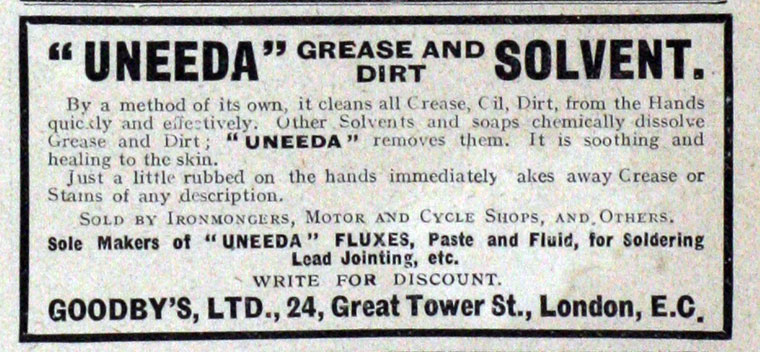 "UNEEDA" GREASE AND DIRT SOLVENT.
By a method of its own, it cleans all Grease, Oil, Dirt, from the Hands
quickly and effectively. Other Solvents and soaps chemically dissolve
Grease and Dirt; "UNEEDA" removes them. It is soothing and
healing to the skin.
Just a little rubbed on the hands immediately takes away Grease or
Stains of any description.
SOLD BY IRONMONGERS, MOTOR AND CYCLE SHOPS, AND OTHERS.
Sole Makers of "UNEEDA" FLUXES, Paste and Fluid, for Soldering
Lead Jointing, etc.
WRITE FOR DISCOUNT.
GOODBY'S, LTD., 24, Great Tower St., London, E.C.